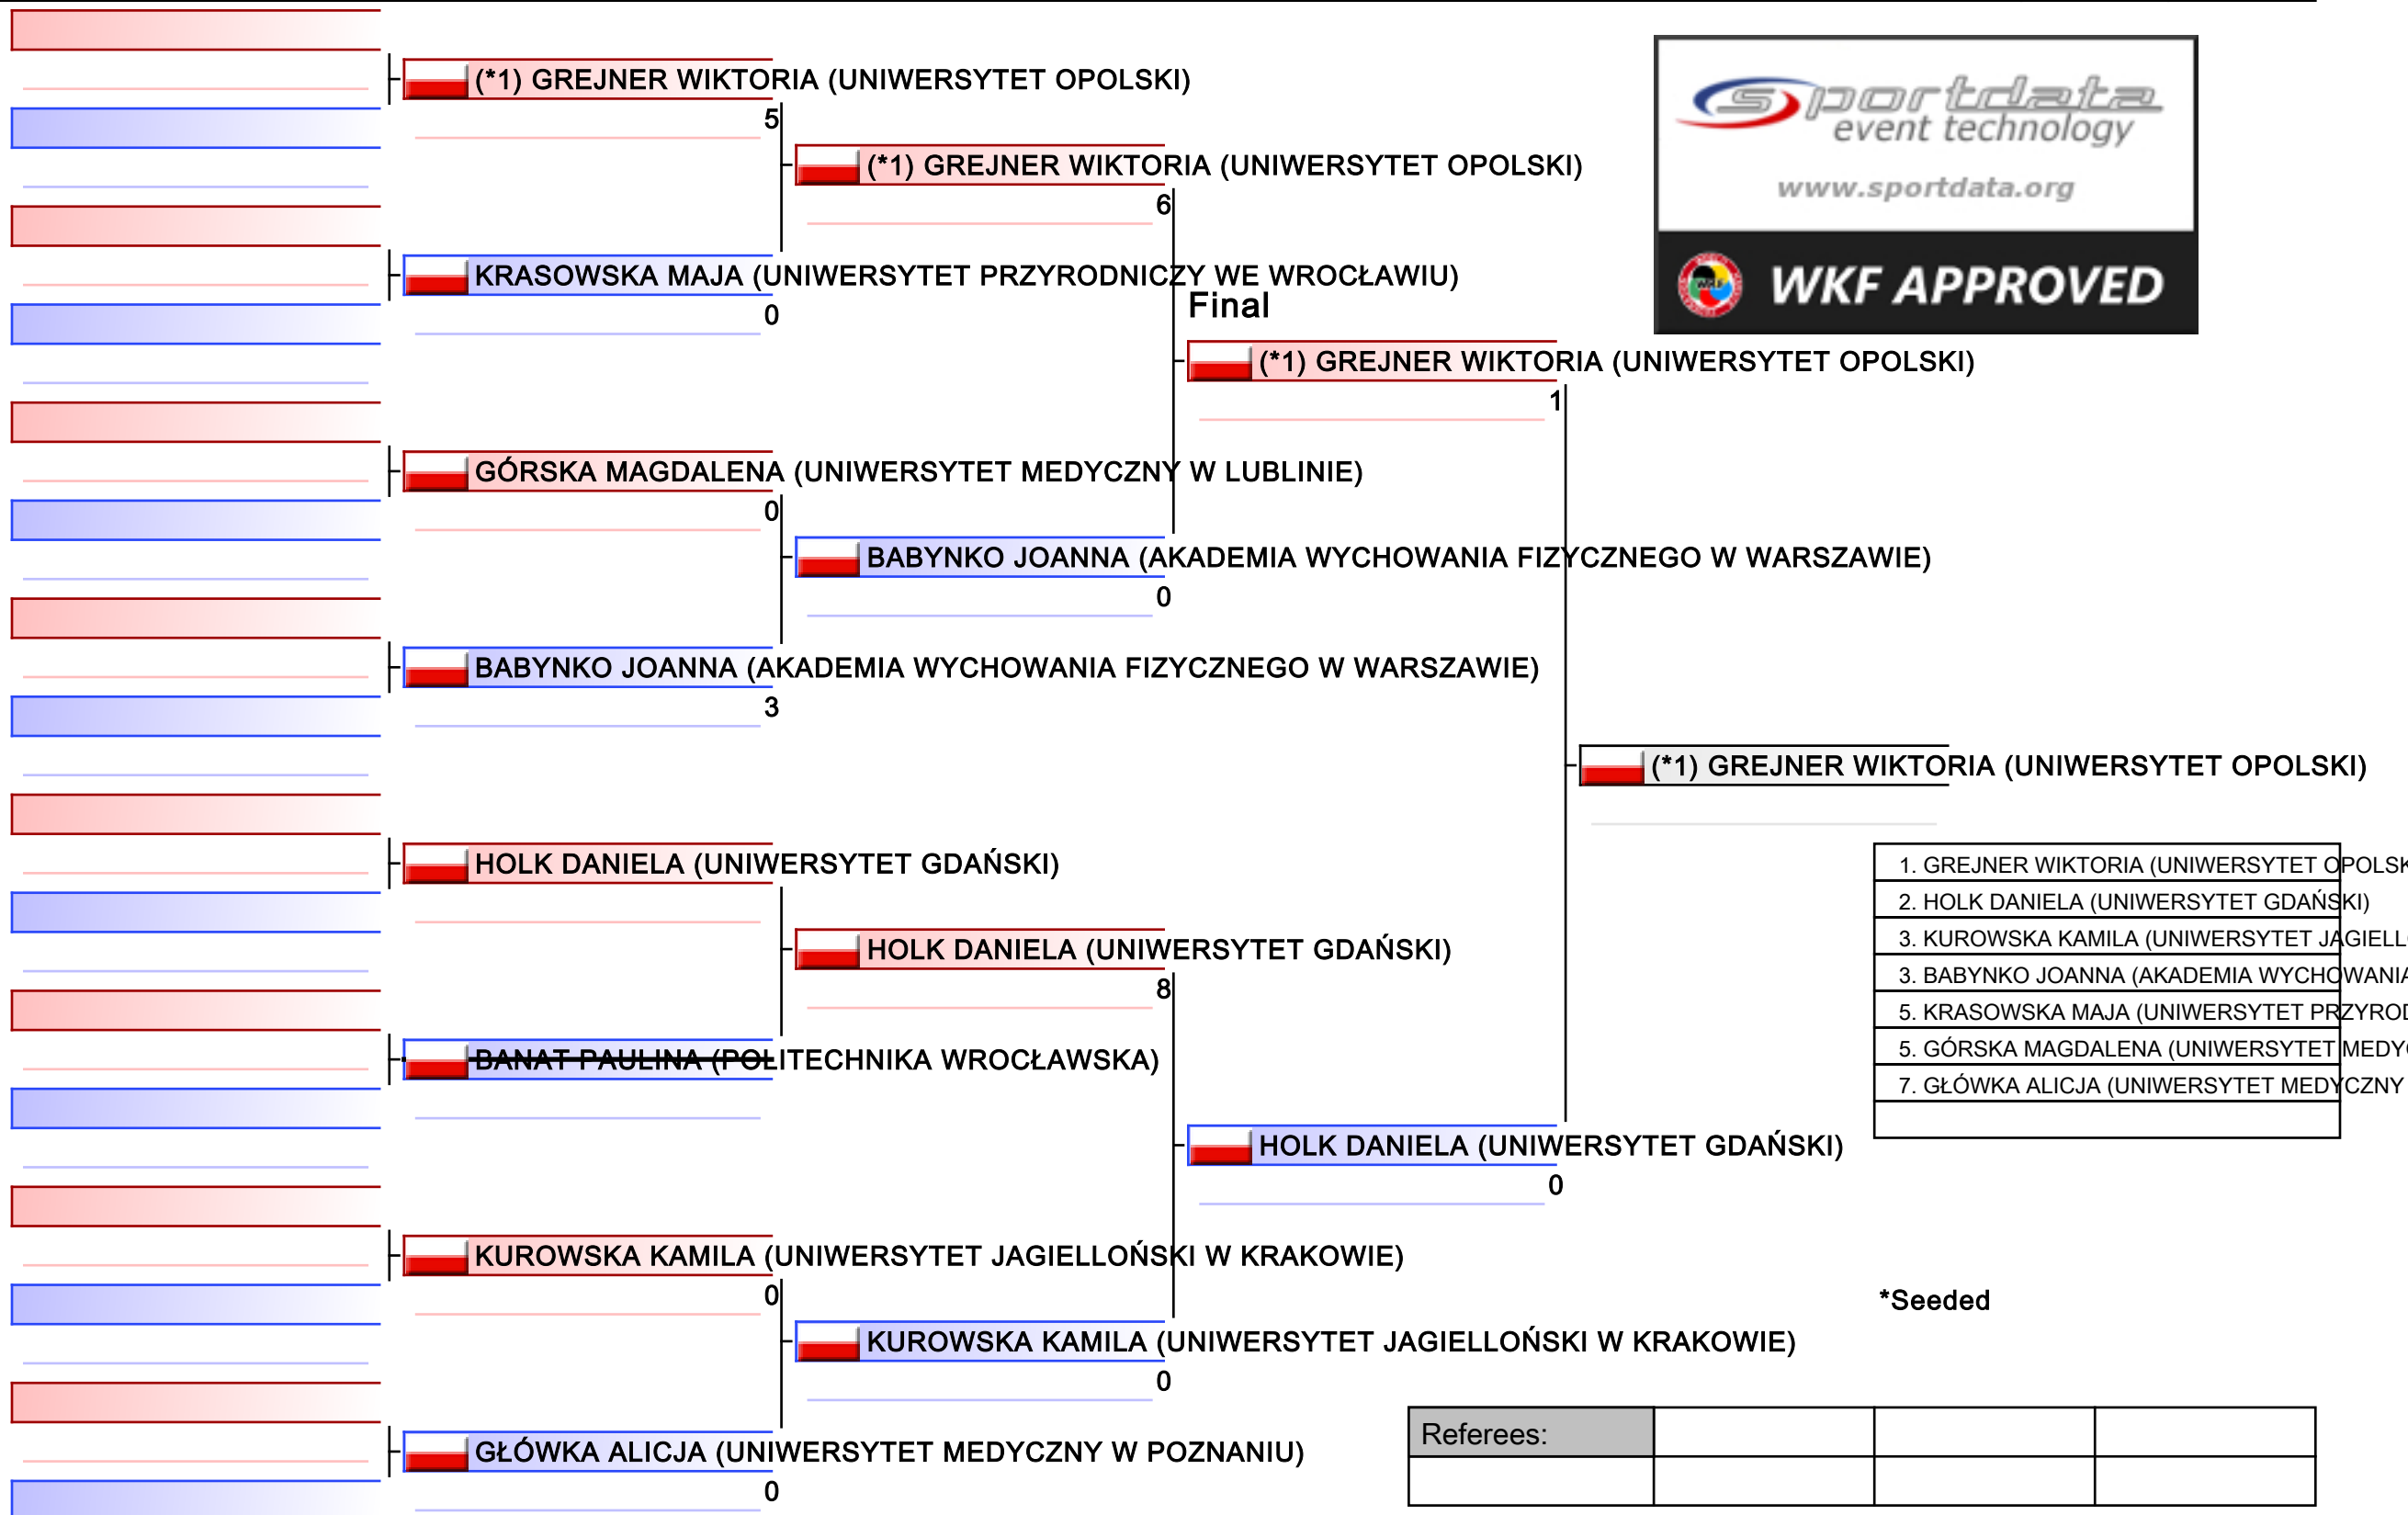 (*1) GREJNER WIKTORIA (UNIWERSYTET OPOLSKI)
5
(*1) GREJNER WIKTORIA (UNIWERSYTET OPOLSKI)
6
KRASOWSKA MAJA (UNIWERSYTET PRZYRODNICZY WE WROCŁAWIU)
0
sportdata
event technology
www.sportdata.org
WKF APPROVED
Final
(*1) GREJNER WIKTORIA (UNIWERSYTET OPOLSKI)
1
GÓRSKA MAGDALENA (UNIWERSYTET MEDYCZNY W LUBLINIE)
0
BABYNKO JOANNA (AKADEMIA WYCHOWANIA FIZYCZNEGO W WARSZAWIE)
0
BABYNKO JOANNA (AKADEMIA WYCHOWANIA FIZYCZNEGO W WARSZAWIE)
3
(*1) GREJNER WIKTORIA (UNIWERSYTET OPOLSKI)
HOLK DANIELA (UNIWERSYTET GDAŃSKI)
HOLK DANIELA (UNIWERSYTET GDAŃSKI)
8
BANAT PAULINA (POLITECHNIKA WROCŁAWSKA)
HOLK DANIELA (UNIWERSYTET GDAŃSKI)
0
1. GREJNER WIKTORIA (UNIWERSYTET OPOLSK
2. HOLK DANIELA (UNIWERSYTET GDAŃSKI)
3. KUROWSKA KAMILA (UNIWERSYTET JAGIELL
3. BABYNKO JOANNA (AKADEMIA WYCHOWANIA
5. KRASOWSKA MAJA (UNIWERSYTET PRZYROD
5. GÓRSKA MAGDALENA (UNIWERSYTET MEDY
7. GŁÓWKA ALICJA (UNIWERSYTET MEDYCZNY
KUROWSKA KAMILA (UNIWERSYTET JAGIELLOŃSKI W KRAKOWIE)
0
KUROWSKA KAMILA (UNIWERSYTET JAGIELLOŃSKI W KRAKOWIE)
0
*Seeded
GŁÓWKA ALICJA (UNIWERSYTET MEDYCZNY W POZNANIU)
0
Referees: